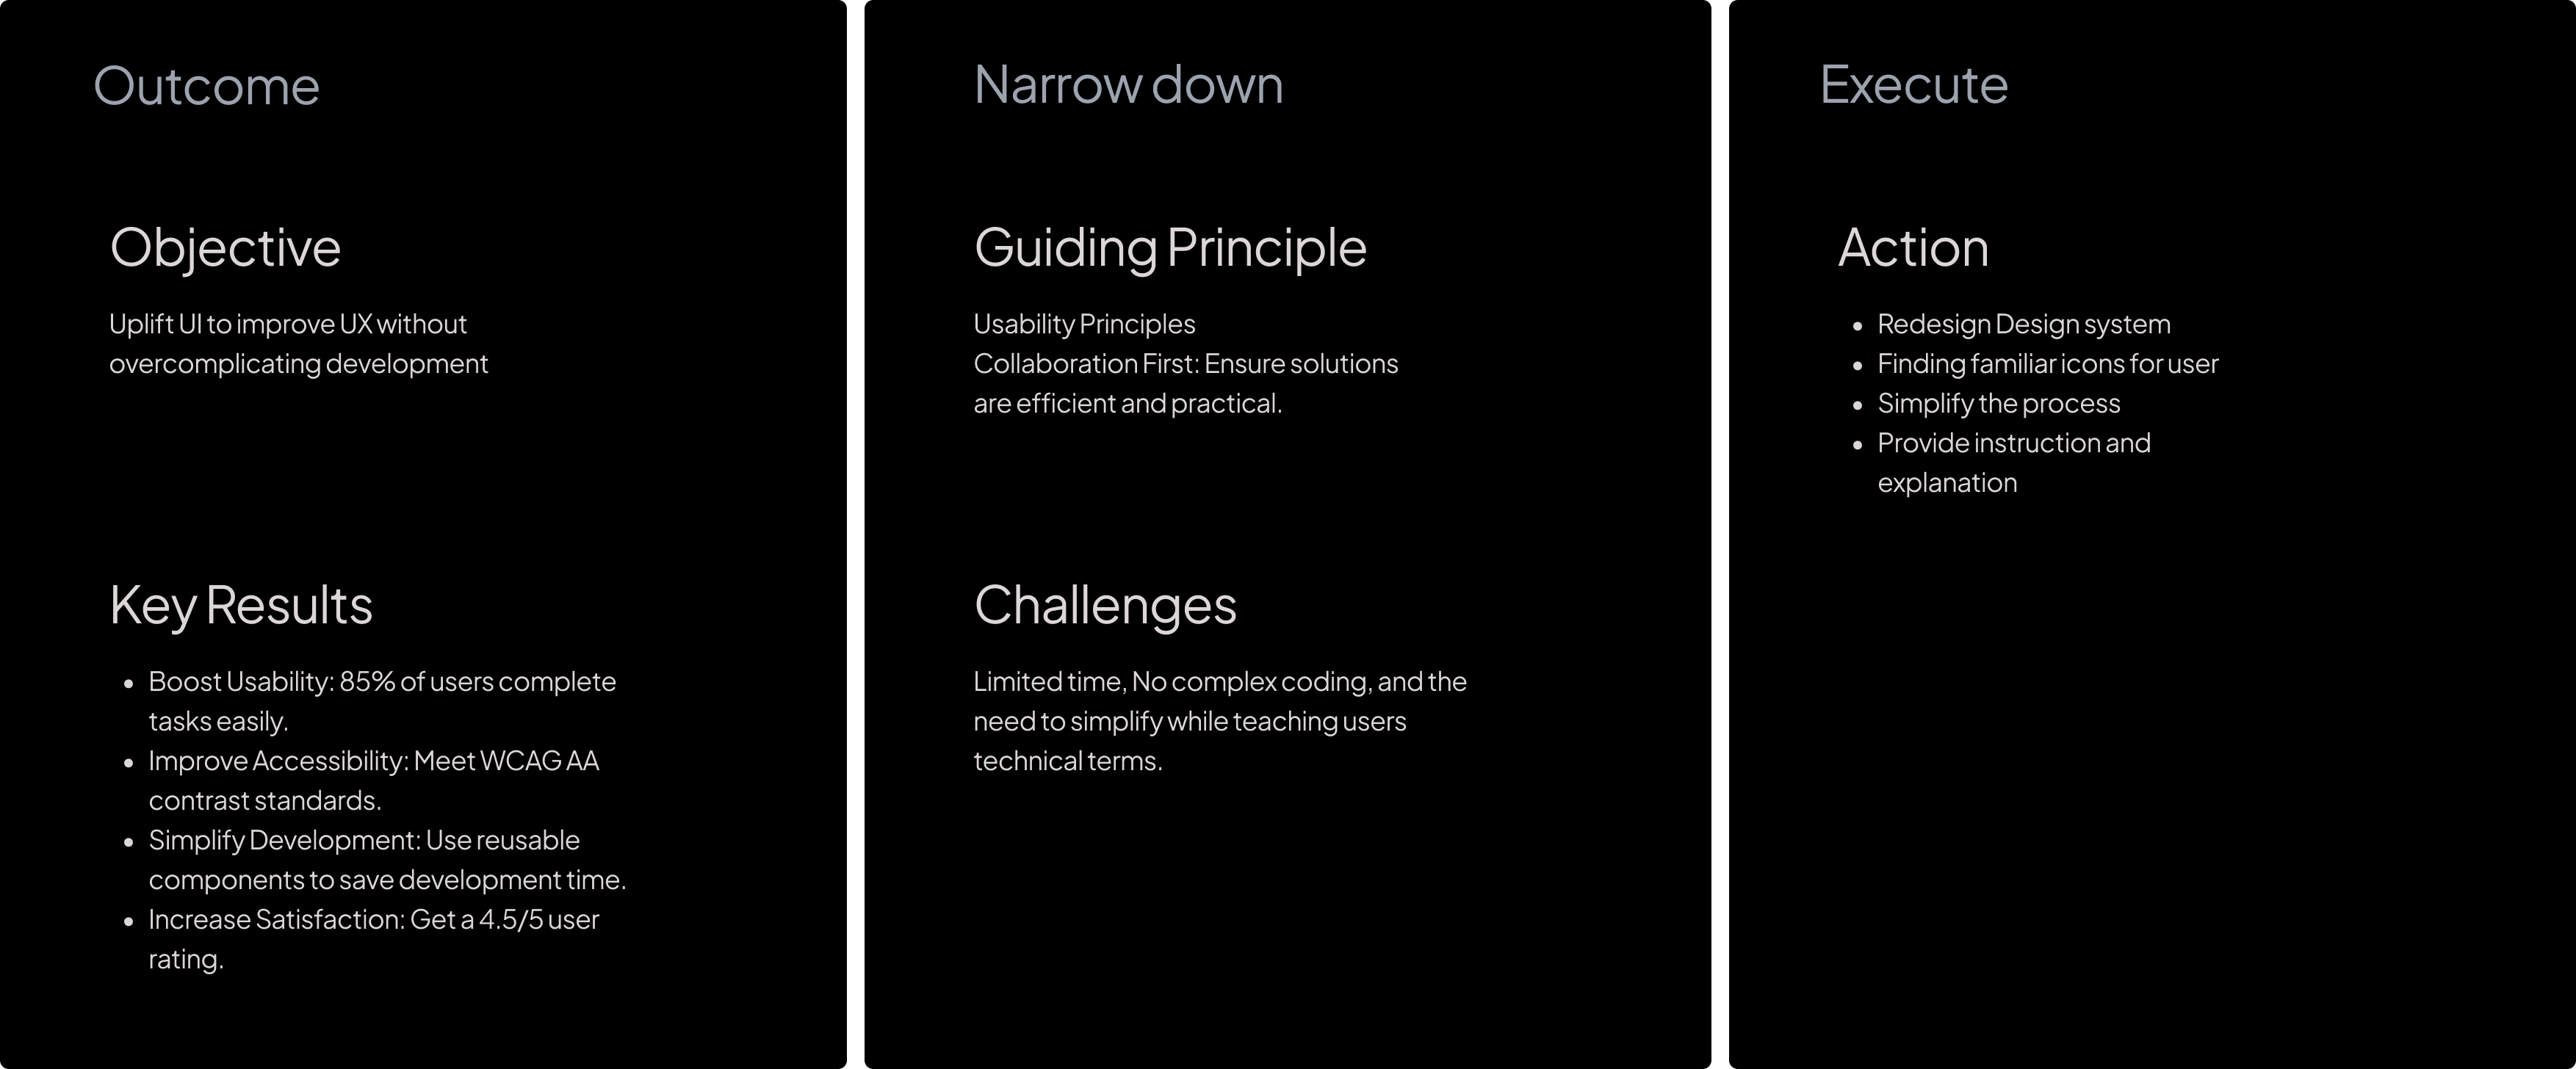 Outcome
Objective
Uplift UI to improve UX without
overcomplicating development
Key Results
• Boost Usability: 85% of users complete
tasks easily.
• Improve Accessibility: Meet WCAG AA
contrast standards.
• Simplify Development: Use reusable
components to save development time.
• Increase Satisfaction: Get a 4.5/5 user
rating.
Narrow down
Guiding Principle
Usability Principles
Collaboration First: Ensure solutions
are efficient and practical.
Challenges
Limited time, No complex coding, and the
need to simplify while teaching users
technical terms.
Execute
Action
• Redesign Design system
• Finding familiar icons for user
• Simplify the process
• Provide instruction and
explanation